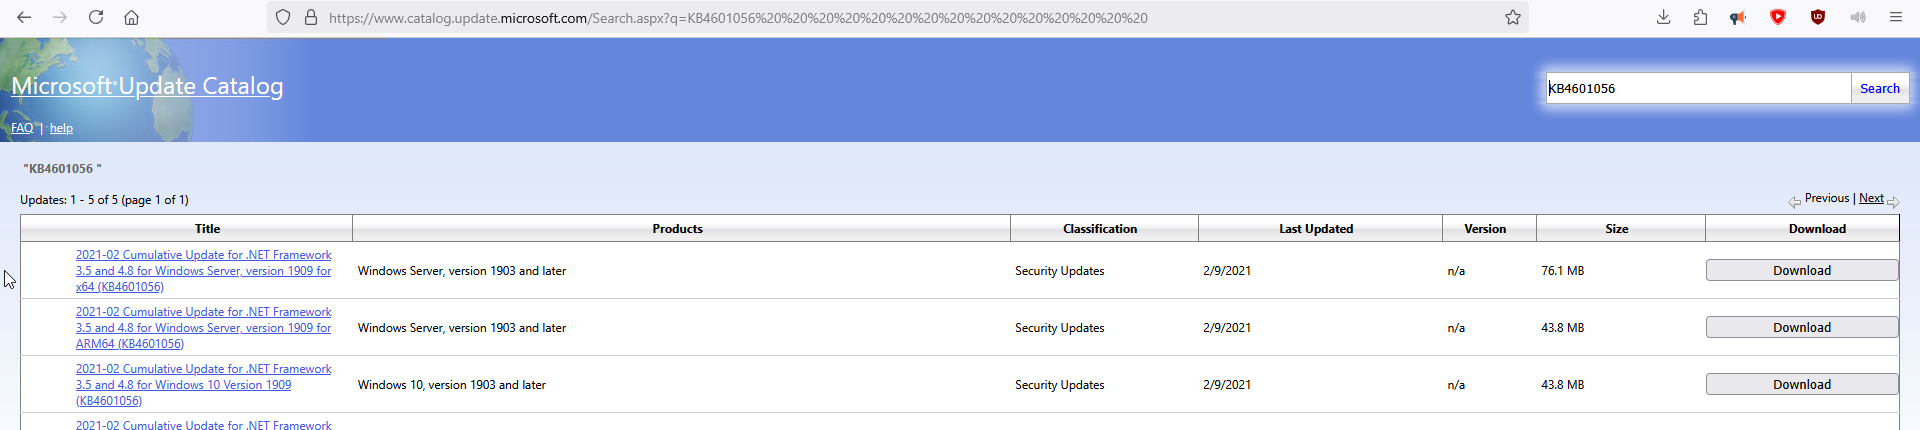 https://www.catalog.update.microsoft.com/Search.aspx?q=KB4601056%20%20%20%20%20%20%20%20%20%20%20%20%20%20%20
Microsoft®Update Catalog
KB4601056
Search
FAQ | help
"KB4601056 "
Updates: 1 - 5 of 5 (page 1 of 1)
Previous | Next
Title Products Classification Last Updated Version Size Download
2021-02 Cumulative Update for .NET Framework
3.5 and 4.8 for Windows Server, version 1909 for
x64 (KB4601056)
Windows Server, version 1903 and later
Security Updates
2/9/2021
n/a
76.1 MB
Download
2021-02 Cumulative Update for .NET Framework
3.5 and 4.8 for Windows Server, version 1909 for
ARM64 (KB4601056)
Windows Server, version 1903 and later
Security Updates
2/9/2021
n/a
43.8 MB
Download
2021-02 Cumulative Update for .NET Framework
3.5 and 4.8 for Windows 10 Version 1909
(KB4601056)
Windows 10, version 1903 and later
Security Updates
2/9/2021
n/a
43.8 MB
Download
2021-02 Cumulative Update for .NET Framework